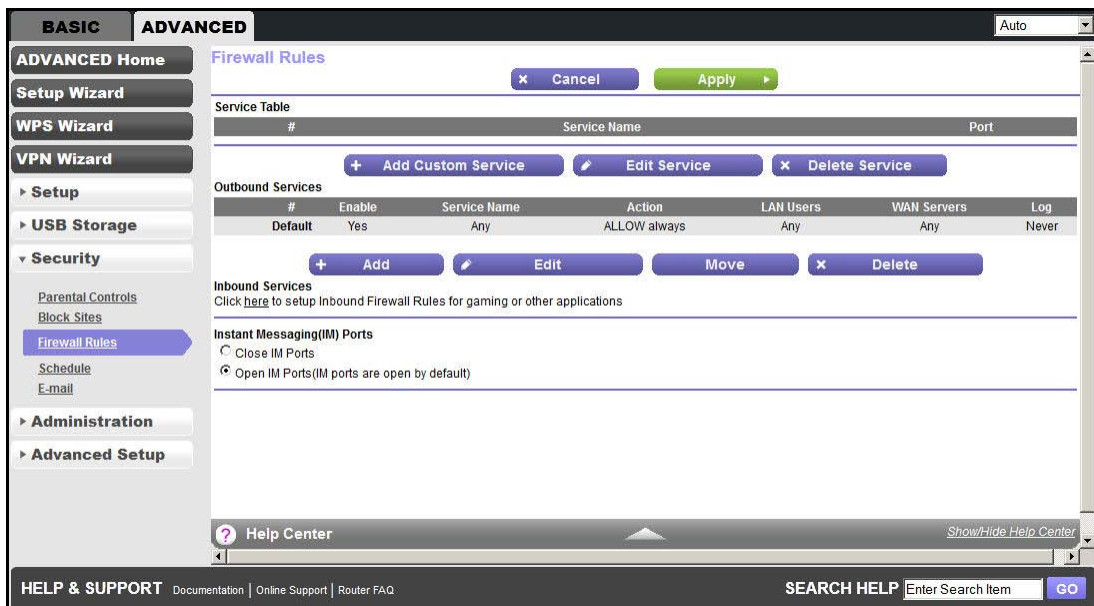 BASIC ADVANCED Auto
ADVANCED Home
Setup Wizard
WPS Wizard
VPN Wizard
Setup
USB Storage
Security
Parental Controls
Block Sites
Firewall Rules
Schedule
E-mail
Administration
Advanced Setup
Firewall Rules
Cancel Apply
Service Table
# Service Name Port
Add Custom Service Edit Service Delete Service
Outbound Services
# Enable Service Name Action LAN Users WAN Servers Log
Default Yes Any ALLOW always Any Any Never
Add Edit Move Delete
Inbound Services
Click here to setup Inbound Firewall Rules for gaming or other applications
Instant Messaging(IM) Ports
Close IM Ports
Open IM Ports(IM ports are open by default)
? Help Center Show/Hide Help Center
HELP & SUPPORT Documentation | Online Support | Router FAQ SEARCH HELP Enter Search Item GO